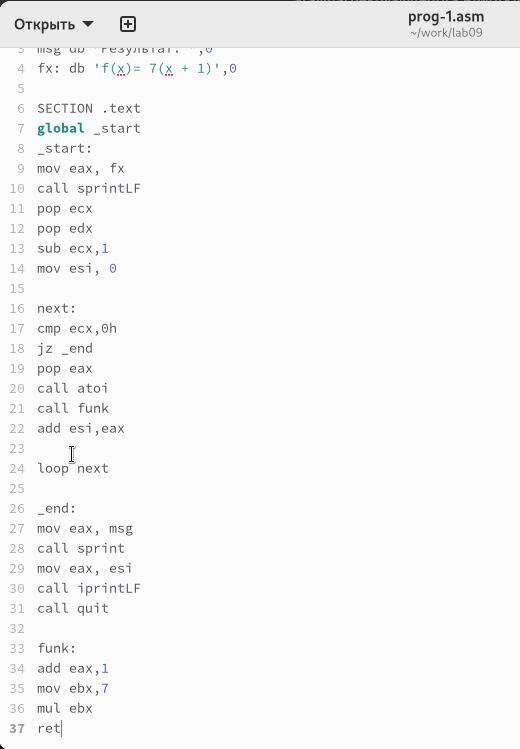 Открыть
prog-1.asm
~/work/lab09
3 msg db "Результат: ",0
4 fx: db 'f(x)= 7(x + 1)',0
5
6 SECTION .text
7 global _start
8 _start:
9 mov eax, fx
10 call sprintLF
11 pop ecx
12 pop edx
13 sub ecx,1
14 mov esi, 0
15
16 next:
17 cmp ecx,0h
18 jz _end
19 pop eax
20 call atoi
21 call funk
22 add esi,eax
23
24 loop next
25
26 _end:
27 mov eax, msg
28 call sprint
29 mov eax, esi
30 call iprintLF
31 call quit
32
33 funk:
34 add eax,1
35 mov ebx,7
36 mul ebx
37 ret